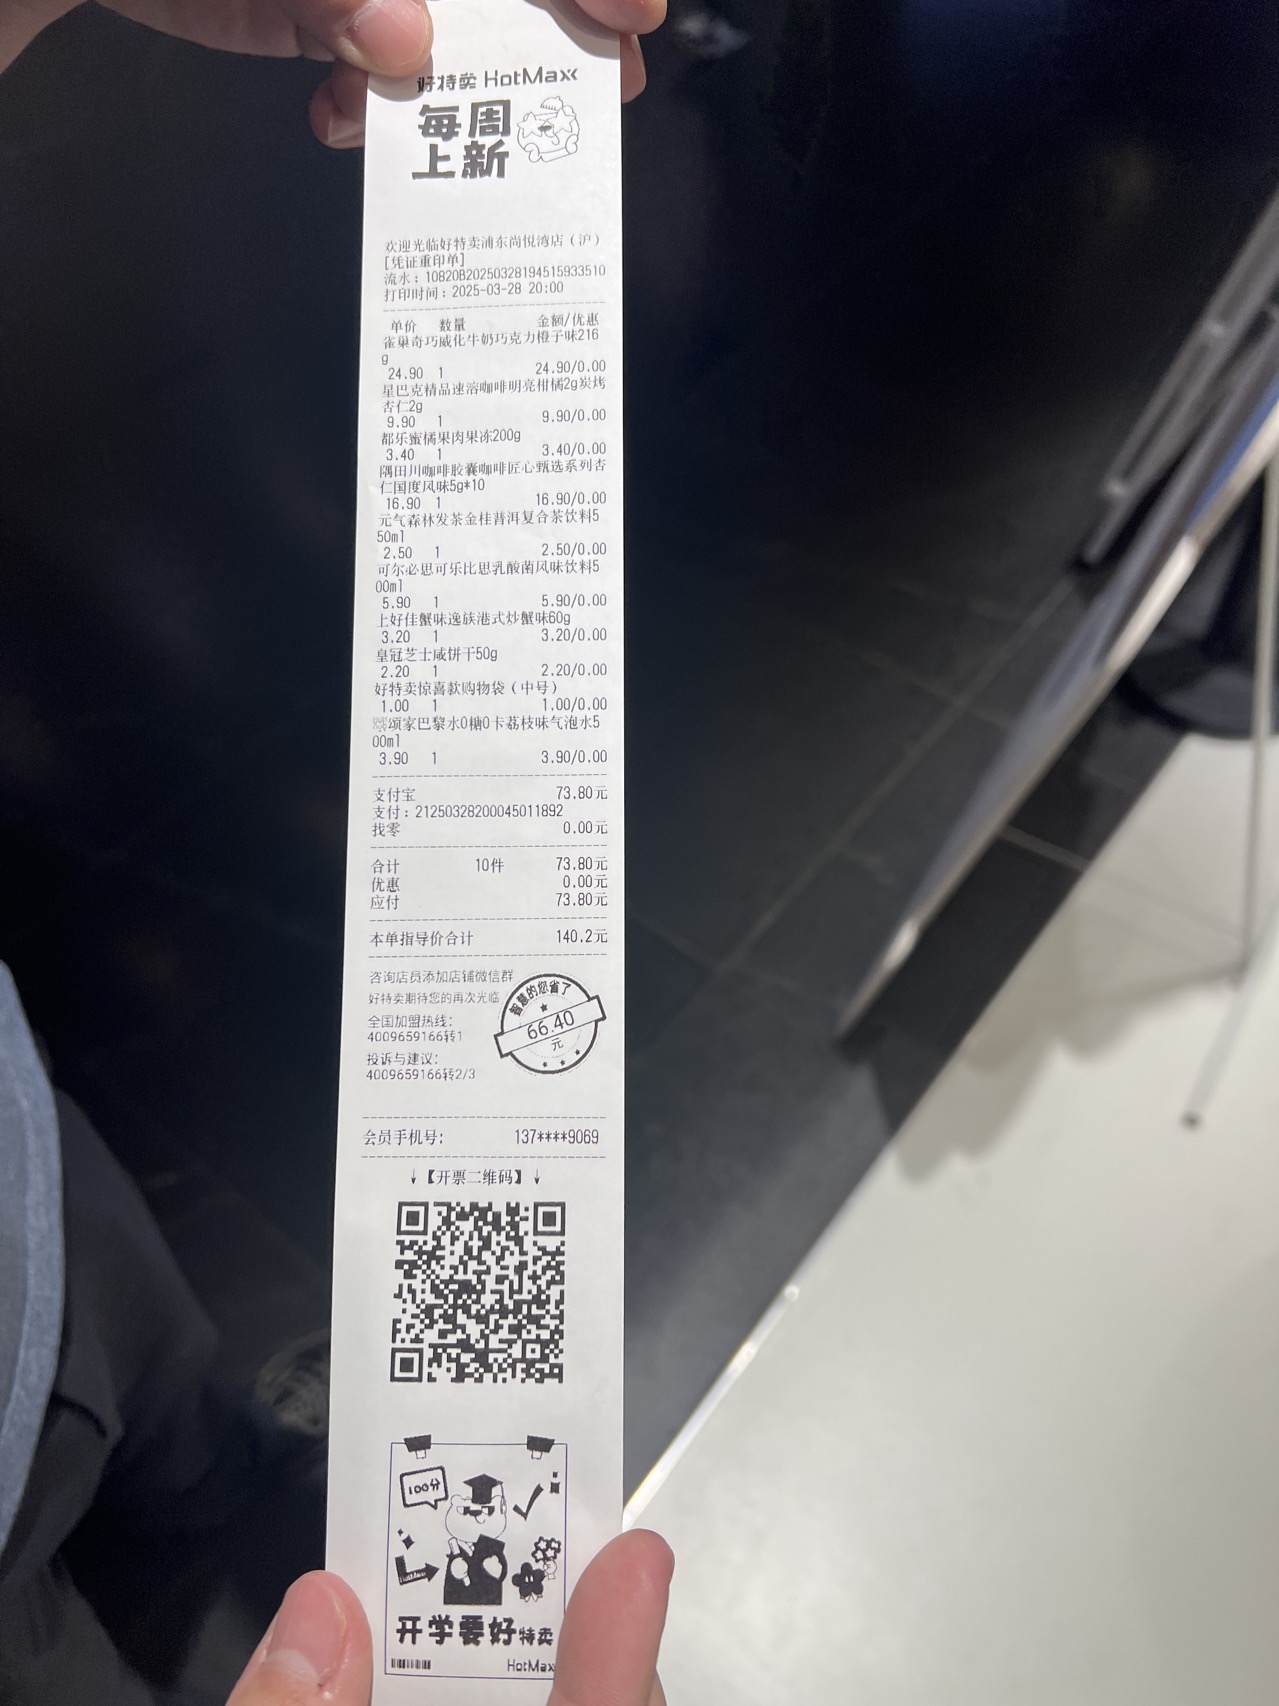 好特卖 HotMaxx
每周
上新
欢迎光临好特卖浦东尚悦湾店（沪）
[凭证重印单]
流水：10820B20250328194515933510
打印时间：2025-03-28 20:00
单价 数量 金额/优惠
雀巢奇巧威化牛奶巧克力橙子味216
g
24.90 1 24.90/0.00
星巴克精品速溶咖啡明亮柑橘2g炭烤
杏仁2g
9.90 1 9.90/0.00
都乐蜜橘果肉果冻200g
3.40 1 3.40/0.00
隅田川咖啡胶囊咖啡匠心甄选系列杏
仁国度风味5g*10
16.90 1 16.90/0.00
元气森林发茶金桂普洱复合茶饮料5
50ml
2.50 1 2.50/0.00
可尔必思可乐比思乳酸菌风味饮料5
00ml
5.90 1 5.90/0.00
上好佳蟹味逸族港式炒蟹味60g
3.20 1 3.20/0.00
皇冠芝士咸饼干50g
2.20 1 2.20/0.00
好特卖惊喜款购物袋（中号）
1.00 1 1.00/0.00
颂家巴黎水0糖0卡荔枝味气泡水5
00ml
3.90 1 3.90/0.00
支付宝 73.80元
支付：21250328200045011892
找零 0.00元
合计 10件 73.80元
优惠 0.00元
应付 73.80元
本单指导价合计 140.2元
咨询店员添加店铺微信群
好特卖期待您的再次光临
全国加盟热线：
4009659166转1
投诉与建议：
4009659166转2/3
智慧的您省了
66.40
元
会员手机号： 137****9069
↓【开票二维码】↓
100分
HotMaxx
开学要好特卖
HotMax